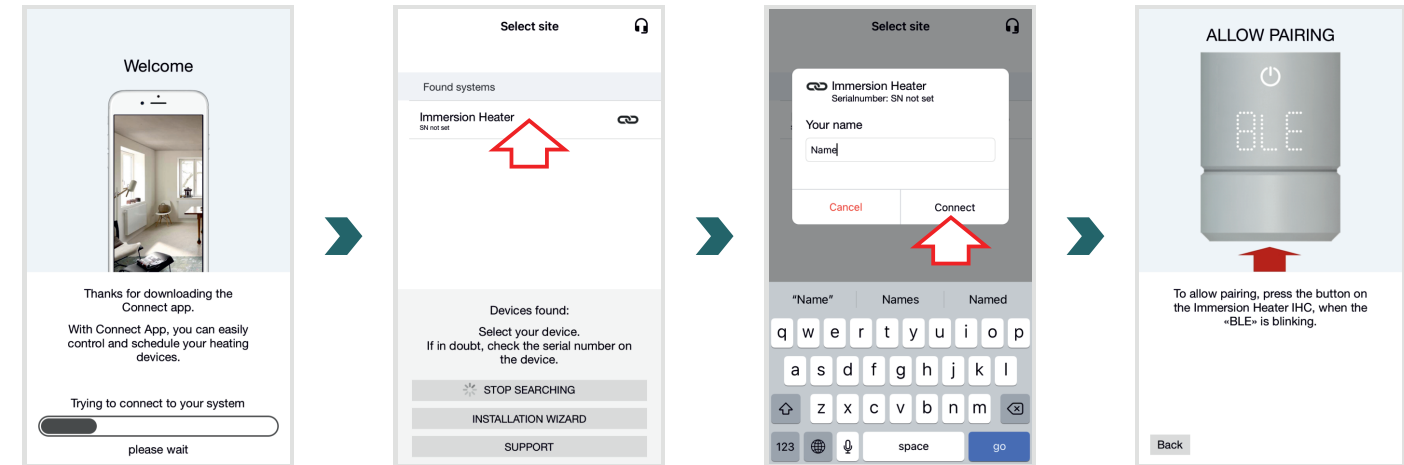 Welcome
Thanks for downloading the
Connect app.
With Connect App, you can easily
control and schedule your heating
devices.
Trying to connect to your system
please wait
Select site
Found systems
Immersion Heater
SN not set
Devices found:
Select your device.
If in doubt, check the serial number on
the device.
STOP SEARCHING
INSTALLATION WIZARD
SUPPORT
Select site
Immersion Heater
Serialnumber: SN not set
Your name
Name
Cancel Connect
“Name” Names Named
q w e r t y u i o p
a s d f g h j k l
z x c v b n m
123 space go
ALLOW PAIRING
BLE
To allow pairing, press the button on
the Immersion Heater IHC, when the
«BLE» is blinking.
Back